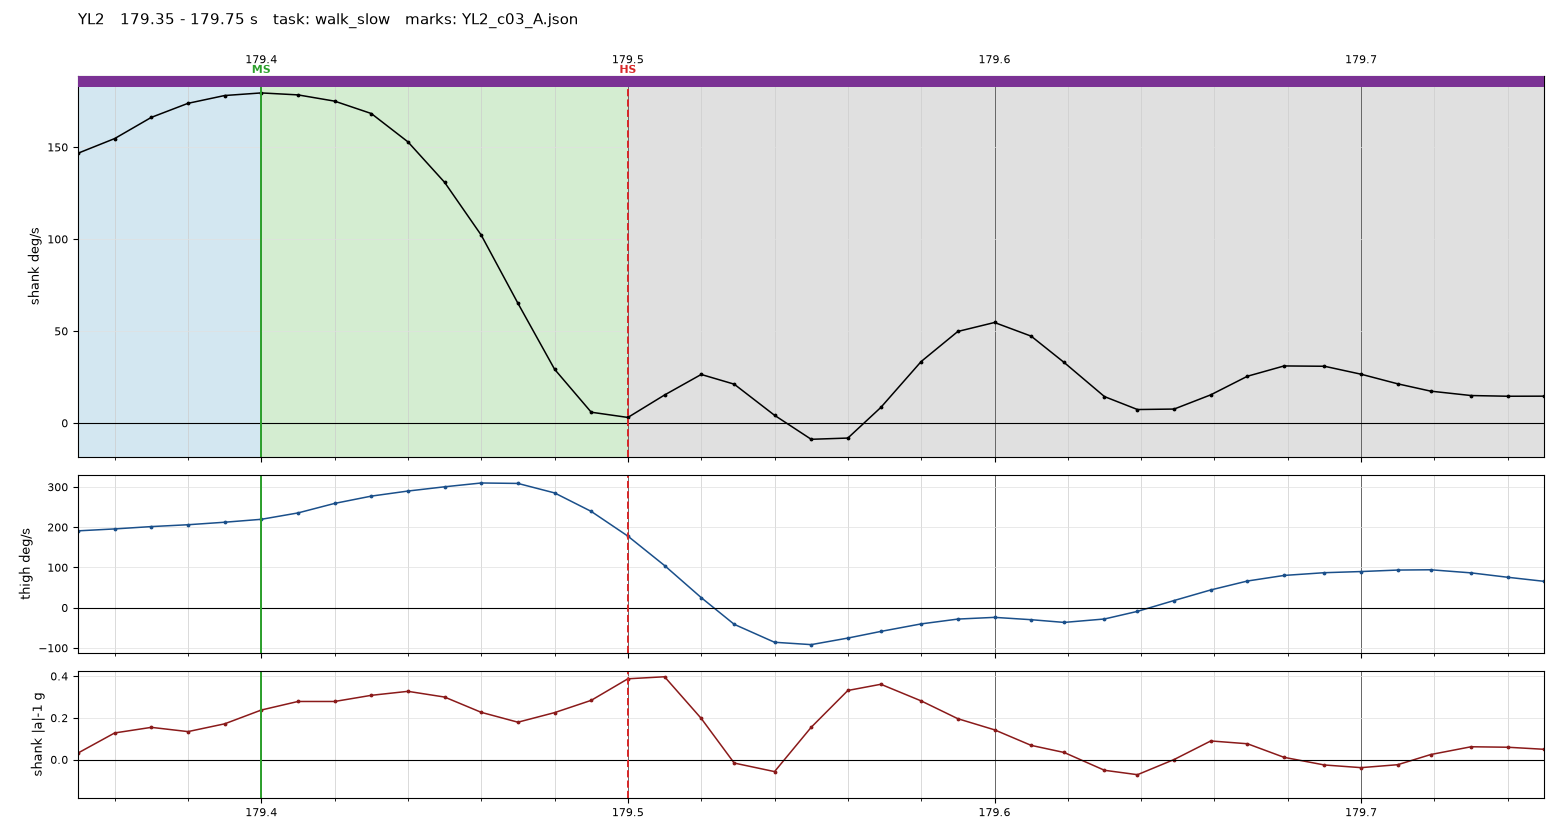 YL2   179.35 - 179.75 s   task: walk_slow   marks: YL2_c03_A.json
179.4 179.5 179.6 179.7
MS HS
shank deg/s
150
100
50
0
thigh deg/s
300
200
100
0
−100
shank |a|-1 g
0.4
0.2
0.0
179.4 179.5 179.6 179.7